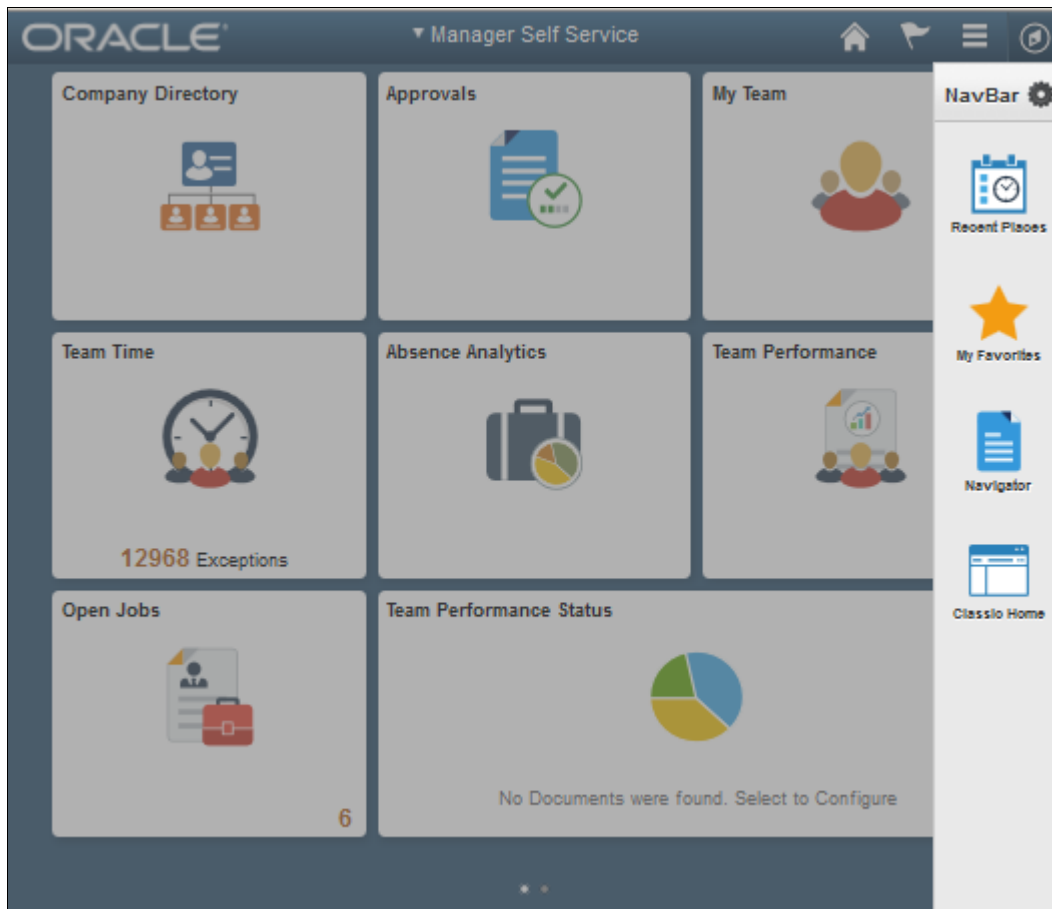 ORACLE
Manager Self Service
NavBar
Company Directory
Approvals
My Team
Recent Places
My Favorites
Team Time
Absence Analytics
Team Performance
Navigator
12968 Exceptions
Classic Home
Open Jobs
Team Performance Status
No Documents were found. Select to Configure
6